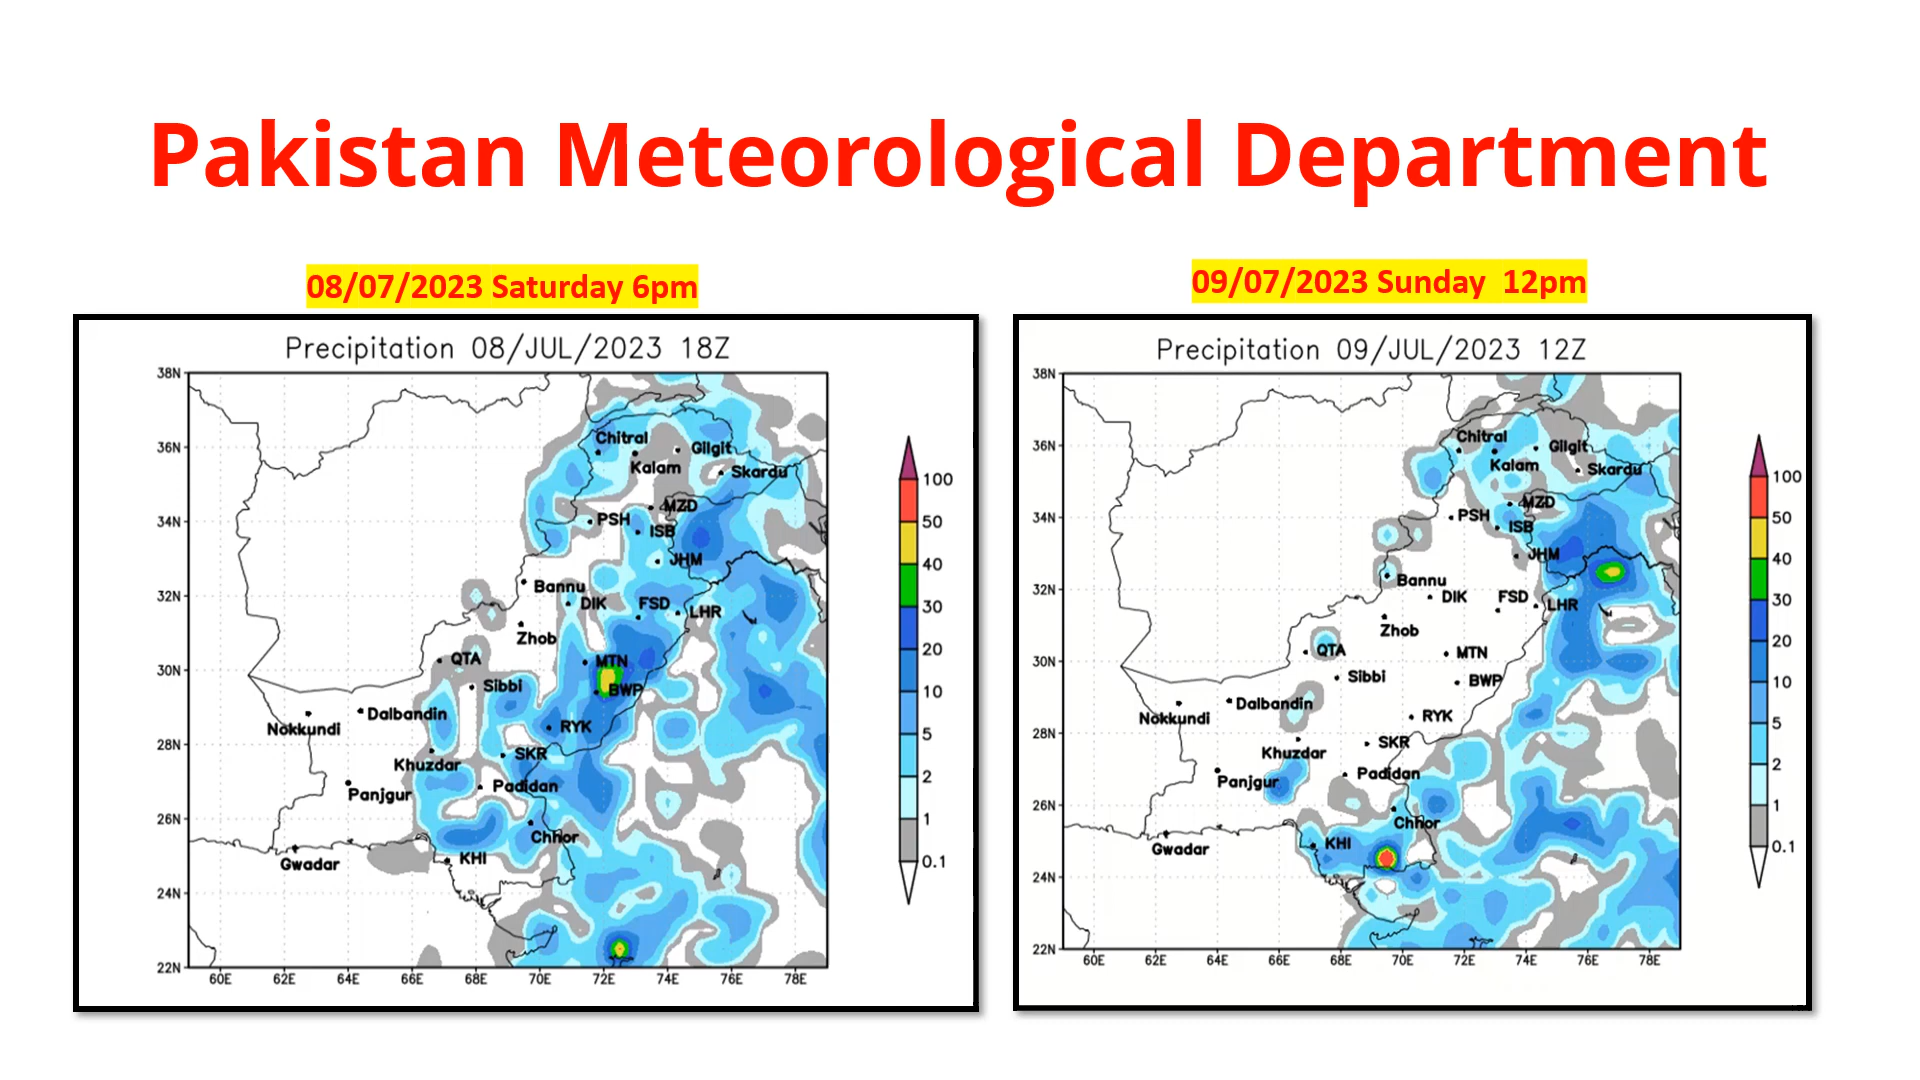 Pakistan Meteorological Department
08/07/2023 Saturday 6pm
Precipitation 08/JUL/2023 18Z
38N
36N
34N
32N
30N
28N
26N
24N
22N
60E 62E 64E 66E 68E 70E 72E 74E 76E 78E
Chitral
Gilgit
Kalam
Skardu
MZD
PSH
ISB
JHM
Bannu
DIK
FSD
LHR
Zhob
QTA
MTN
Sibbi
BWP
Dalbandin
Nokkundi
RYK
SKR
Khuzdar
Padidan
Panjgur
Chhor
KHI
Gwadar
100
50
40
30
20
10
5
2
1
0.1
09/07/2023 Sunday 12pm
Precipitation 09/JUL/2023 12Z
38N
36N
34N
32N
30N
28N
26N
24N
22N
60E 62E 64E 66E 68E 70E 72E 74E 76E 78E
Chitral
Gilgit
Kalam
Skardu
MZD
PSH
ISB
JHM
Bannu
DIK
FSD
LHR
Zhob
QTA
MTN
Sibbi
BWP
Dalbandin
Nokkundi
RYK
SKR
Khuzdar
Padidan
Panjgur
Chhor
KHI
Gwadar
100
50
40
30
20
10
5
2
1
0.1